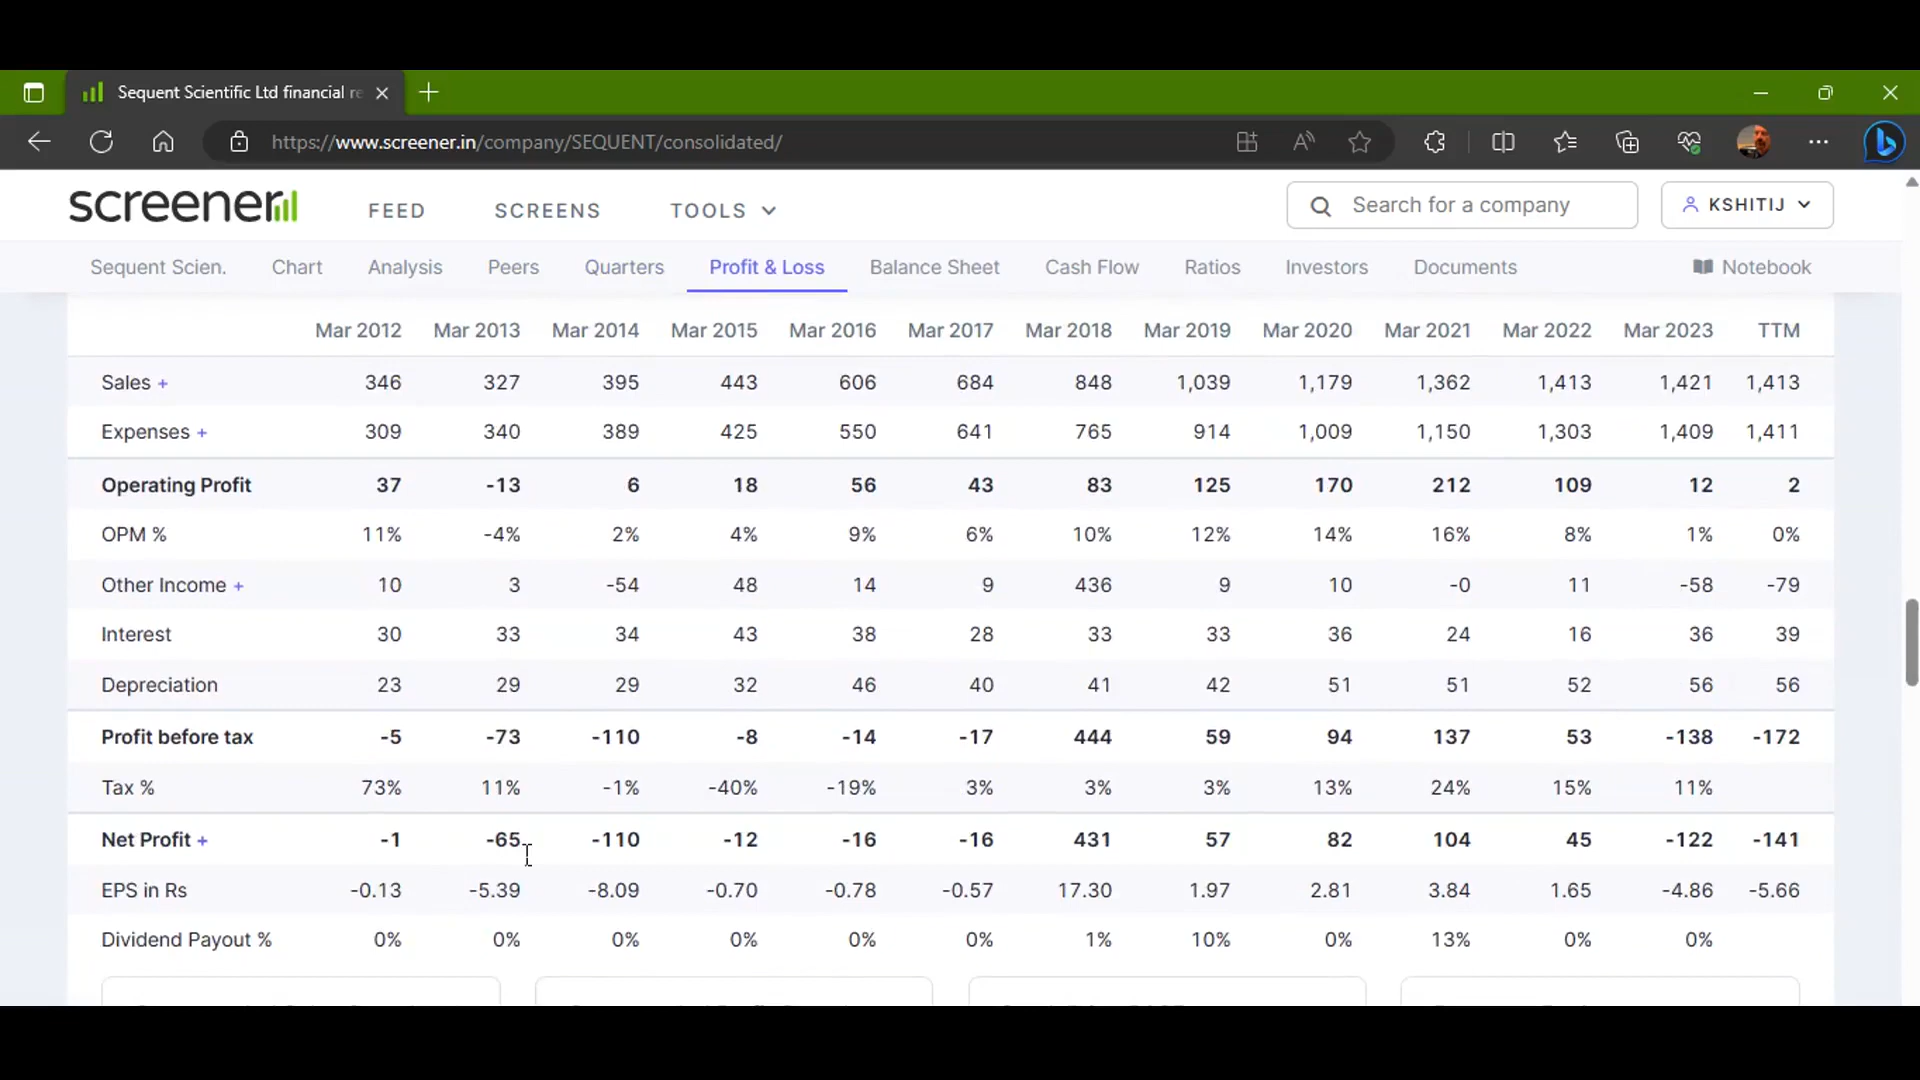 Sequent Scientific Ltd financial re
https://www.screener.in/company/SEQUENT/consolidated/
screener FEED SCREENS TOOLS Search for a company KSHITIJ
Sequent Scien. Chart Analysis Peers Quarters Profit & Loss Balance Sheet Cash Flow Ratios Investors Documents Notebook
Mar 2012 Mar 2013 Mar 2014 Mar 2015 Mar 2016 Mar 2017 Mar 2018 Mar 2019 Mar 2020 Mar 2021 Mar 2022 Mar 2023 TTM
Sales + 346 327 395 443 606 684 848 1,039 1,179 1,362 1,413 1,421 1,413
Expenses + 309 340 389 425 550 641 765 914 1,009 1,150 1,303 1,409 1,411
Operating Profit 37 -13 6 18 56 43 83 125 170 212 109 12 2
OPM % 11% -4% 2% 4% 9% 6% 10% 12% 14% 16% 8% 1% 0%
Other Income + 10 3 -54 48 14 9 436 9 10 -0 11 -58 -79
Interest 30 33 34 43 38 28 33 33 36 24 16 36 39
Depreciation 23 29 29 32 46 40 41 42 51 51 52 56 56
Profit before tax -5 -73 -110 -8 -14 -17 444 59 94 137 53 -138 -172
Tax % 73% 11% -1% -40% -19% 3% 3% 3% 13% 24% 15% 11%
Net Profit + -1 -65 -110 -12 -16 -16 431 57 82 104 45 -122 -141
EPS in Rs -0.13 -5.39 -8.09 -0.70 -0.78 -0.57 17.30 1.97 2.81 3.84 1.65 -4.86 -5.66
Dividend Payout % 0% 0% 0% 0% 0% 0% 1% 10% 0% 13% 0% 0%